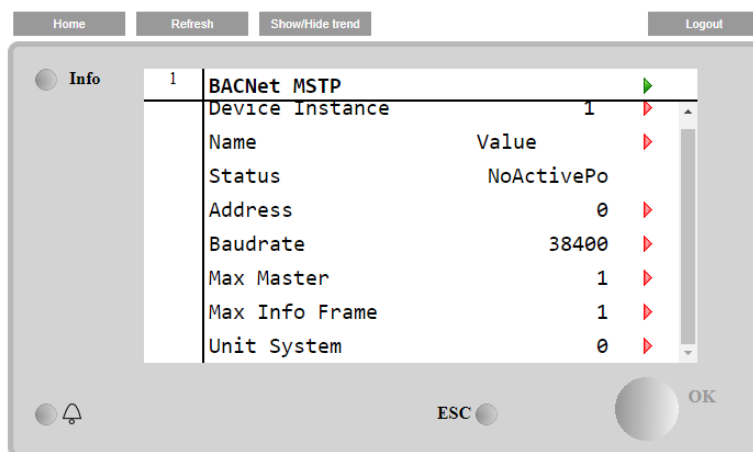 Home Refresh Show/Hide trend Logout
Info 1 BACNet MSTP
Device Instance 1
Name Value
Status NoActivePo
Address 0
Baudrate 38400
Max Master 1
Max Info Frame 1
Unit System 0
ESC OK